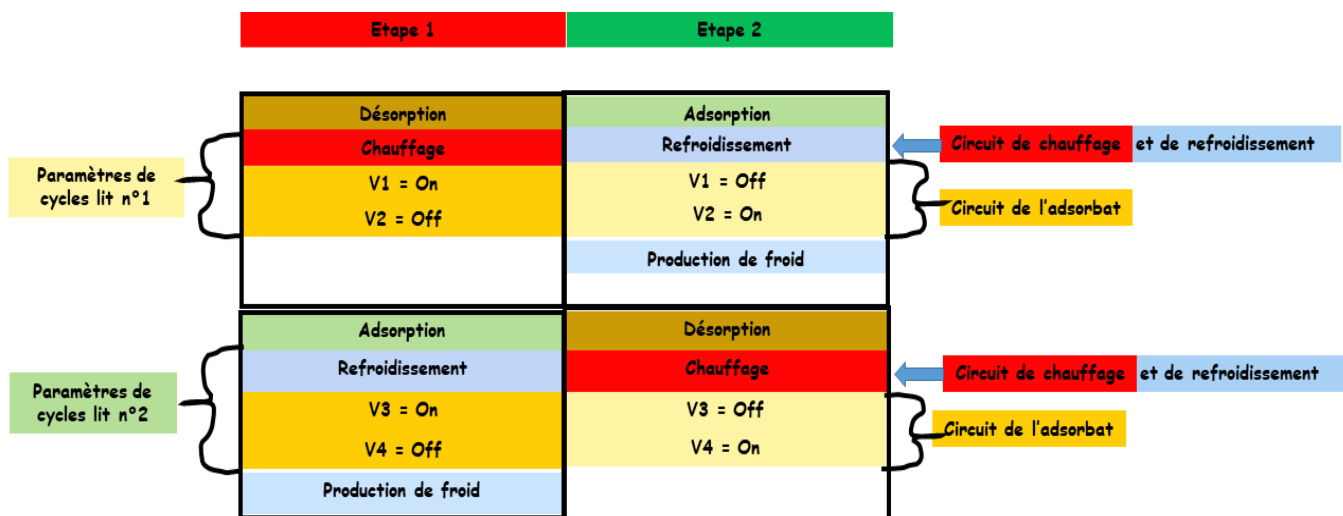 Etape 1
Etape 2
Désorption
Adsorption
Chauffage
Refroidissement
Circuit de chauffage et de refroidissement
Paramètres de
cycles lit n°1
V1 = On
V1 = Off
V2 = Off
V2 = On
Circuit de l'adsorbat
Production de froid
Adsorption
Désorption
Refroidissement
Chauffage
Circuit de chauffage et de refroidissement
Paramètres de
cycles lit n°2
V3 = On
V3 = Off
Circuit de l'adsorbat
V4 = Off
V4 = On
Production de froid